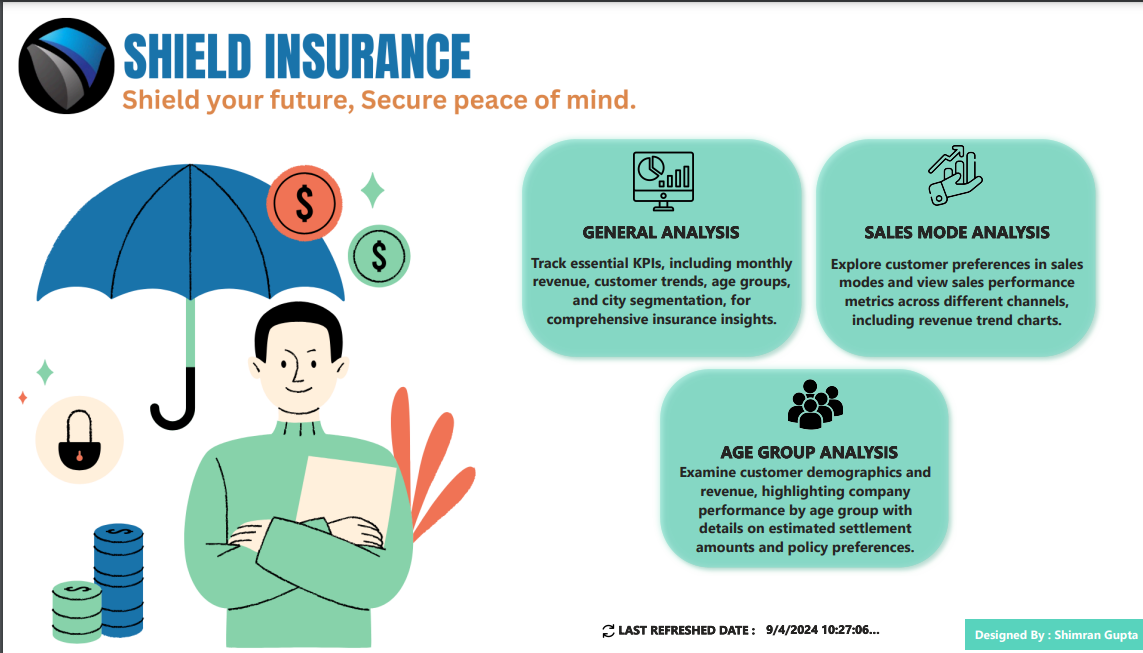 SHIELD INSURANCE
Shield your future, Secure peace of mind.
$
$
GENERAL ANALYSIS
Track essential KPIs, including monthly
revenue, customer trends, age groups,
and city segmentation, for
comprehensive insurance insights.
SALES MODE ANALYSIS
Explore customer preferences in sales
modes and view sales performance
metrics across different channels,
including revenue trend charts.
AGE GROUP ANALYSIS
Examine customer demographics and
revenue, highlighting company
performance by age group with
details on estimated settlement
amounts and policy preferences.
$
$
LAST REFRESHED DATE : 9/4/2024 10:27:06...
Designed By : Shimran Gupta